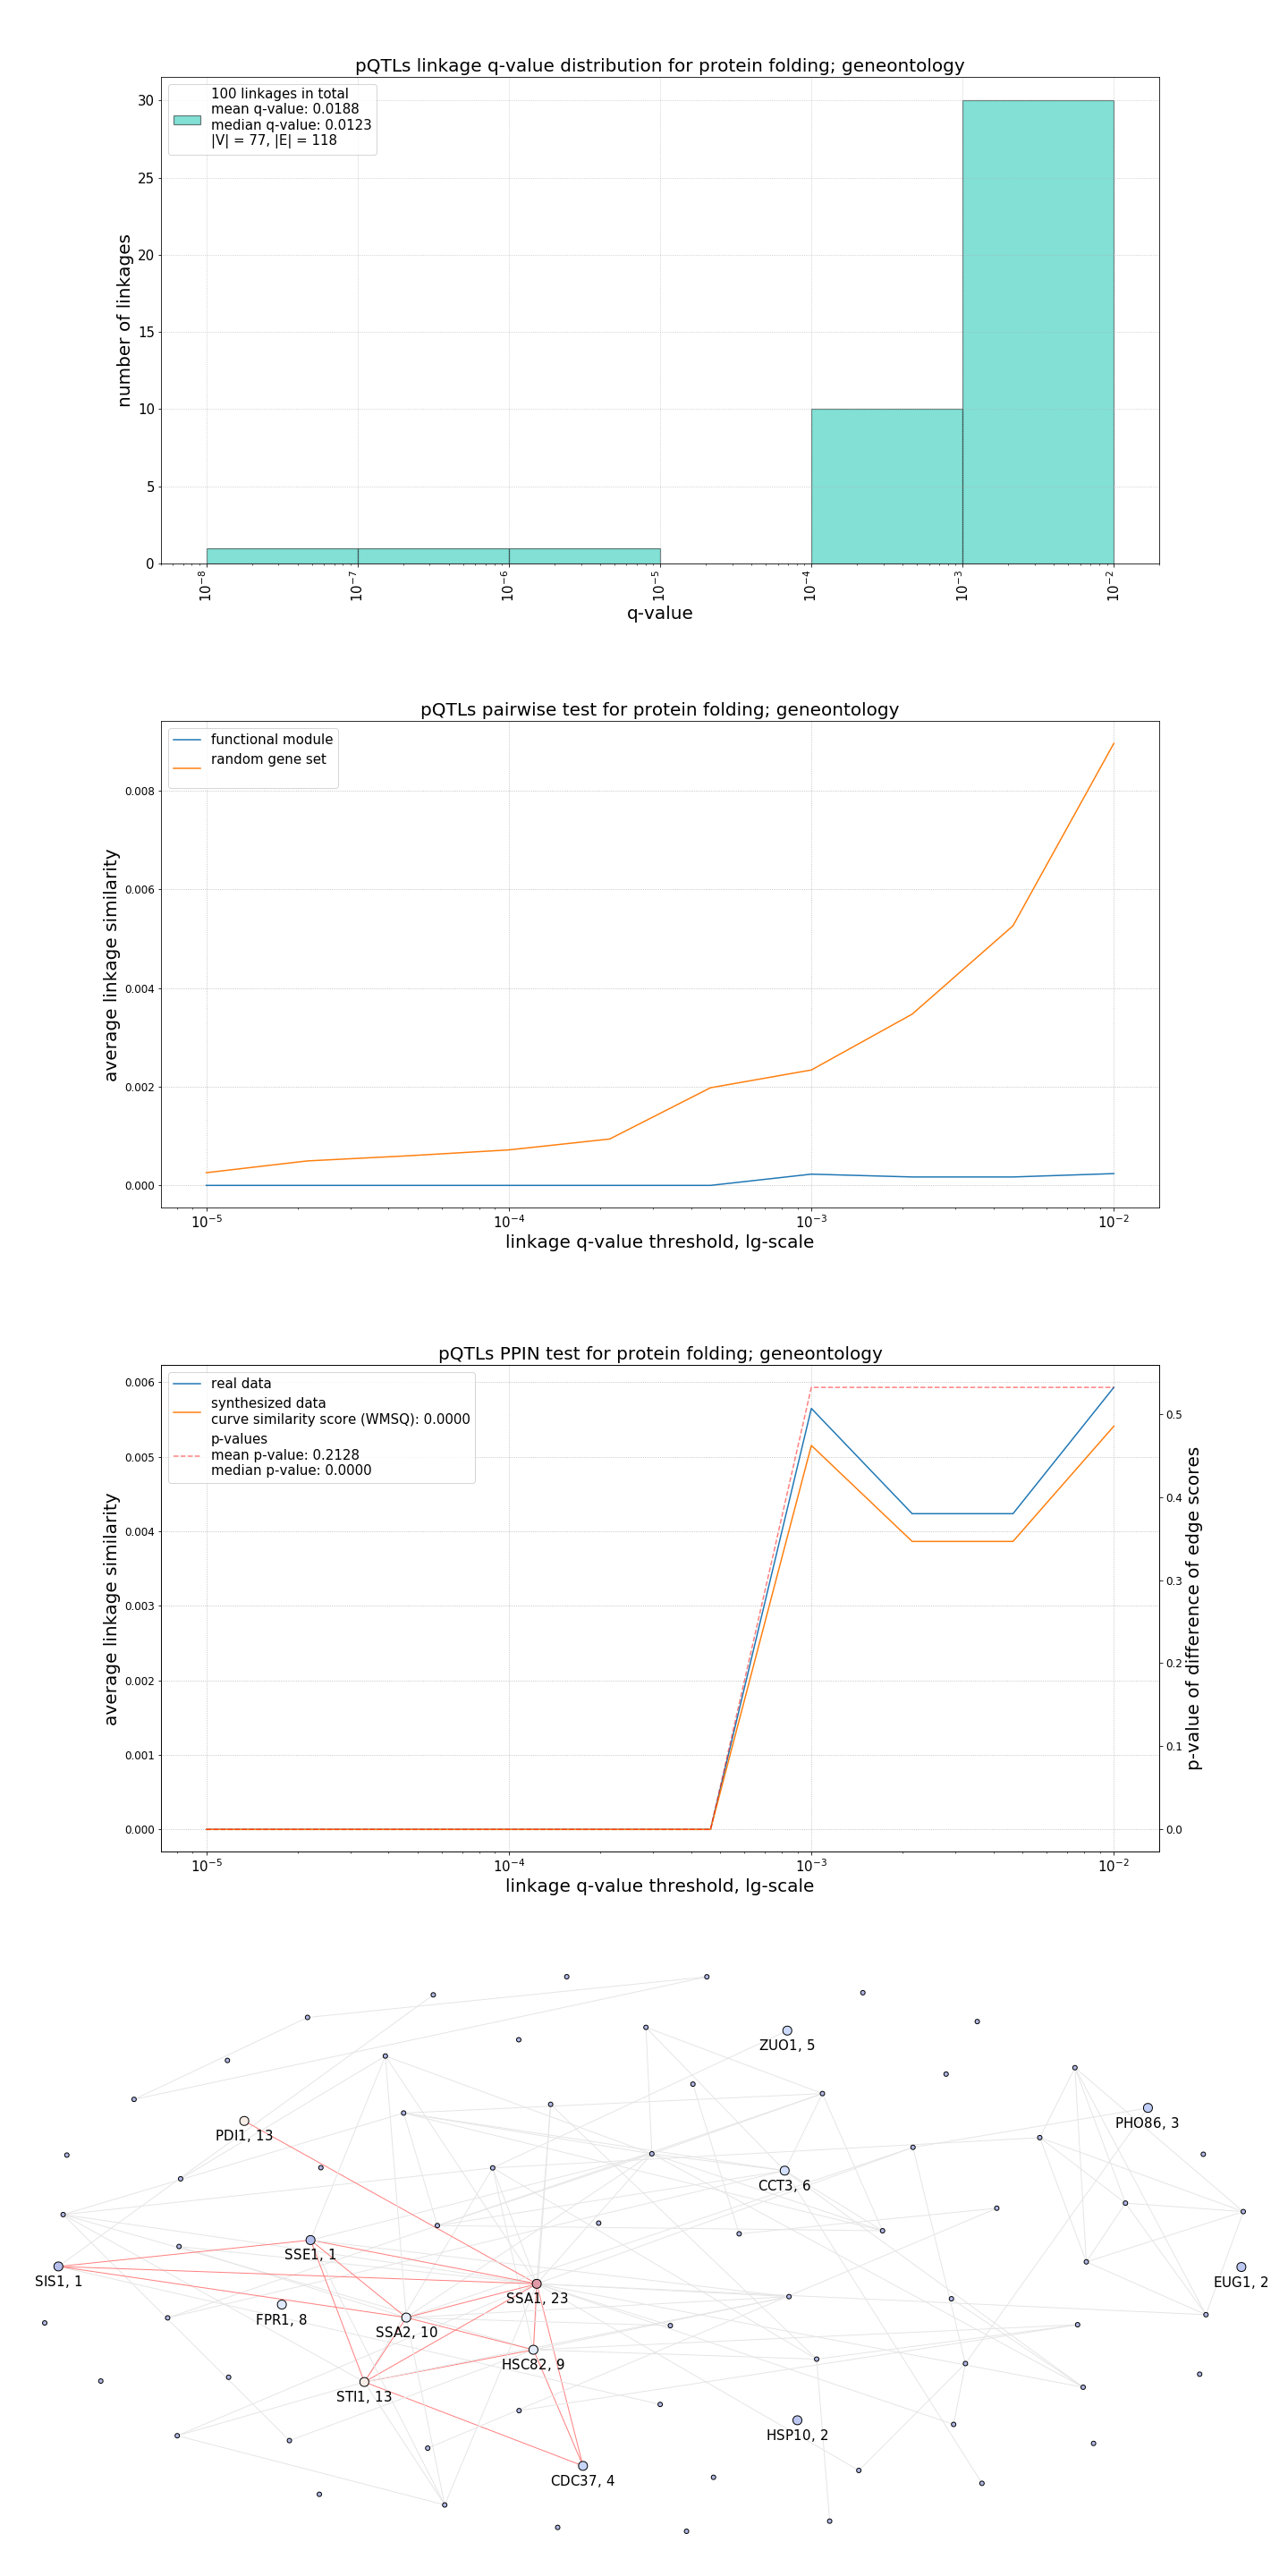 pQTLs linkage q-value distribution for protein folding; geneontology
100 linkages in total
mean q-value: 0.0188
median q-value: 0.0123
|V| = 77, |E| = 118
number of linkages
30
25
20
15
10
5
0
10⁻⁸ 10⁻⁷ 10⁻⁶ 10⁻⁵ 10⁻⁴ 10⁻³ 10⁻²
q-value
pQTLs pairwise test for protein folding; geneontology
functional module
random gene set
average linkage similarity
0.008
0.006
0.004
0.002
0.000
10⁻⁵ 10⁻⁴ 10⁻³ 10⁻²
linkage q-value threshold, lg-scale
pQTLs PPIN test for protein folding; geneontology
real data
synthesized data
curve similarity score (WMSQ): 0.0000
p-values
mean p-value: 0.2128
median p-value: 0.0000
average linkage similarity
0.006
0.005
0.004
0.003
0.002
0.001
0.000
0.5
0.4
0.3
0.2
0.1
0.0
p-value of difference of edge scores
10⁻⁵ 10⁻⁴ 10⁻³ 10⁻²
linkage q-value threshold, lg-scale
ZUO1, 5
PHO86, 3
PDI1, 13
CCT3, 6
SSE1, 1
SIS1, 1
EUG1, 2
SSA1, 23
FPR1, 8
SSA2, 10
HSC82, 9
STI1, 13
HSP10, 2
CDC37, 4